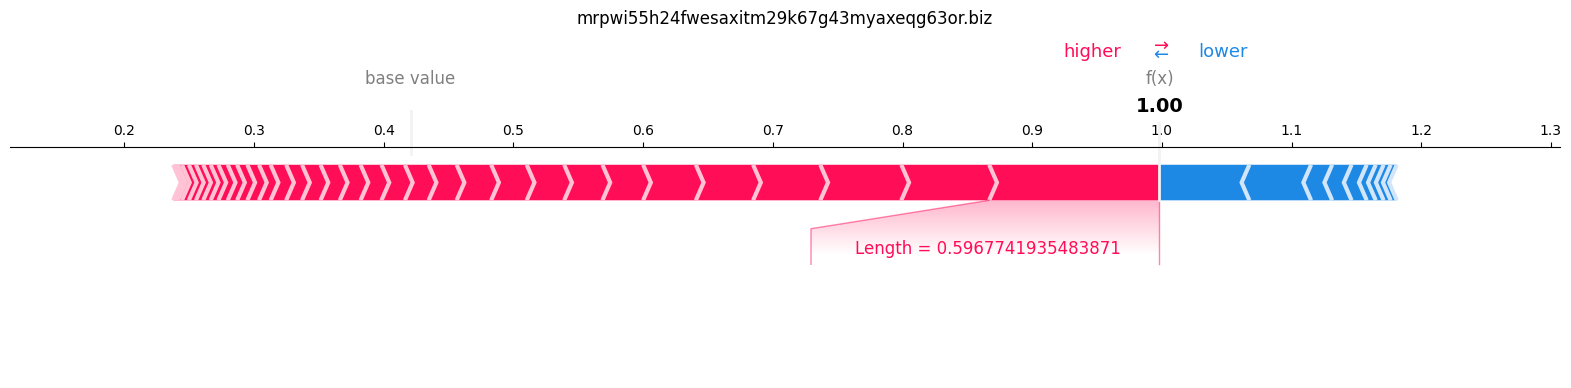 mrpwi55h24fwesaxitm29k67g43myaxeqg63or.biz
higher ⇄ lower
base value f(x)
1.00
0.2 0.3 0.4 0.5 0.6 0.7 0.8 0.9 1.0 1.1 1.2 1.3
Length = 0.5967741935483871